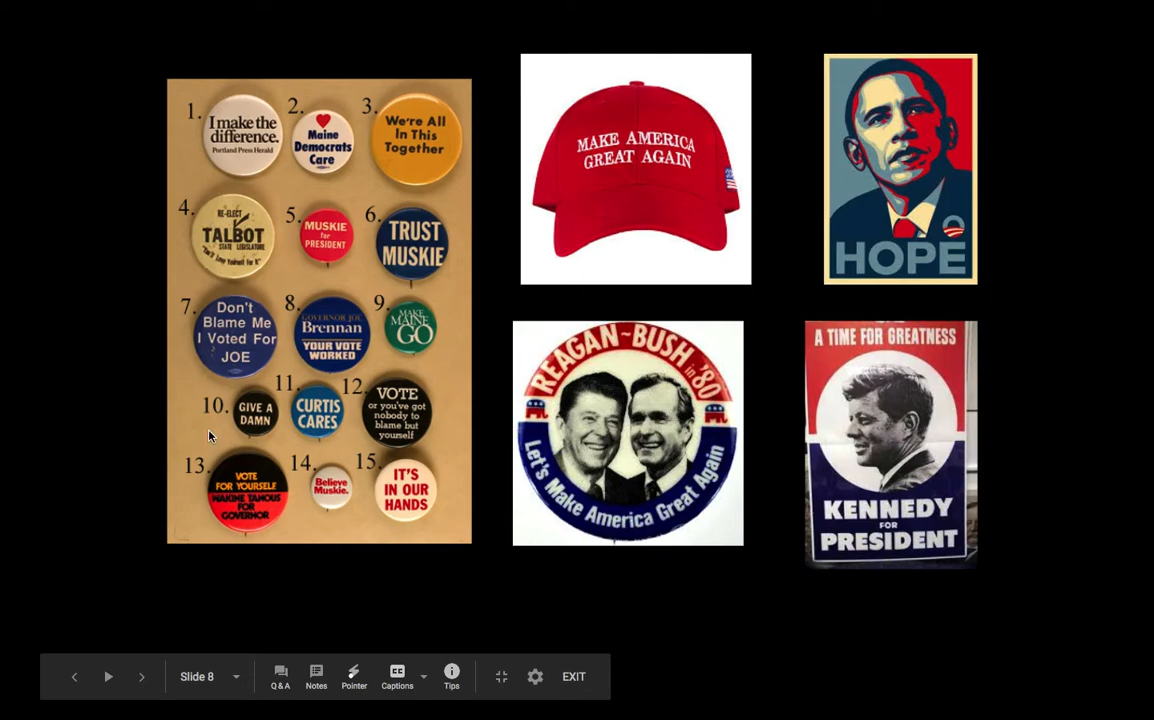 1.
I make the
difference.
Portland Press Herald
2.
Maine
Democrats
Care
3.
We're All
In This
Together
4.
RE-ELECT
TALBOT
STATE LEGISLATURE
5.
MUSKIE
for
PRESIDENT
6.
TRUST
MUSKIE
7.
Don't
Blame Me
I Voted For
JOE
8.
GOVERNOR JOE
Brennan
YOUR VOTE
WORKED
9.
MAKE
MAINE
GO
10.
GIVE A
DAMN
11.
CURTIS
CARES
12.
VOTE
or you've got
nobody to
blame but
yourself
13.
VOTE
FOR YOURSELF
FOR
GOVERNOR
14.
Believe
Muskie.
15.
IT'S
IN OUR
HANDS
MAKE AMERICA
GREAT AGAIN
HOPE
REAGAN~BUSH in '80
Let's Make America Great Again
A TIME FOR GREATNESS
KENNEDY
FOR
PRESIDENT
Slide 8
Q & A
Notes
Pointer
CC
Captions
Tips
EXIT